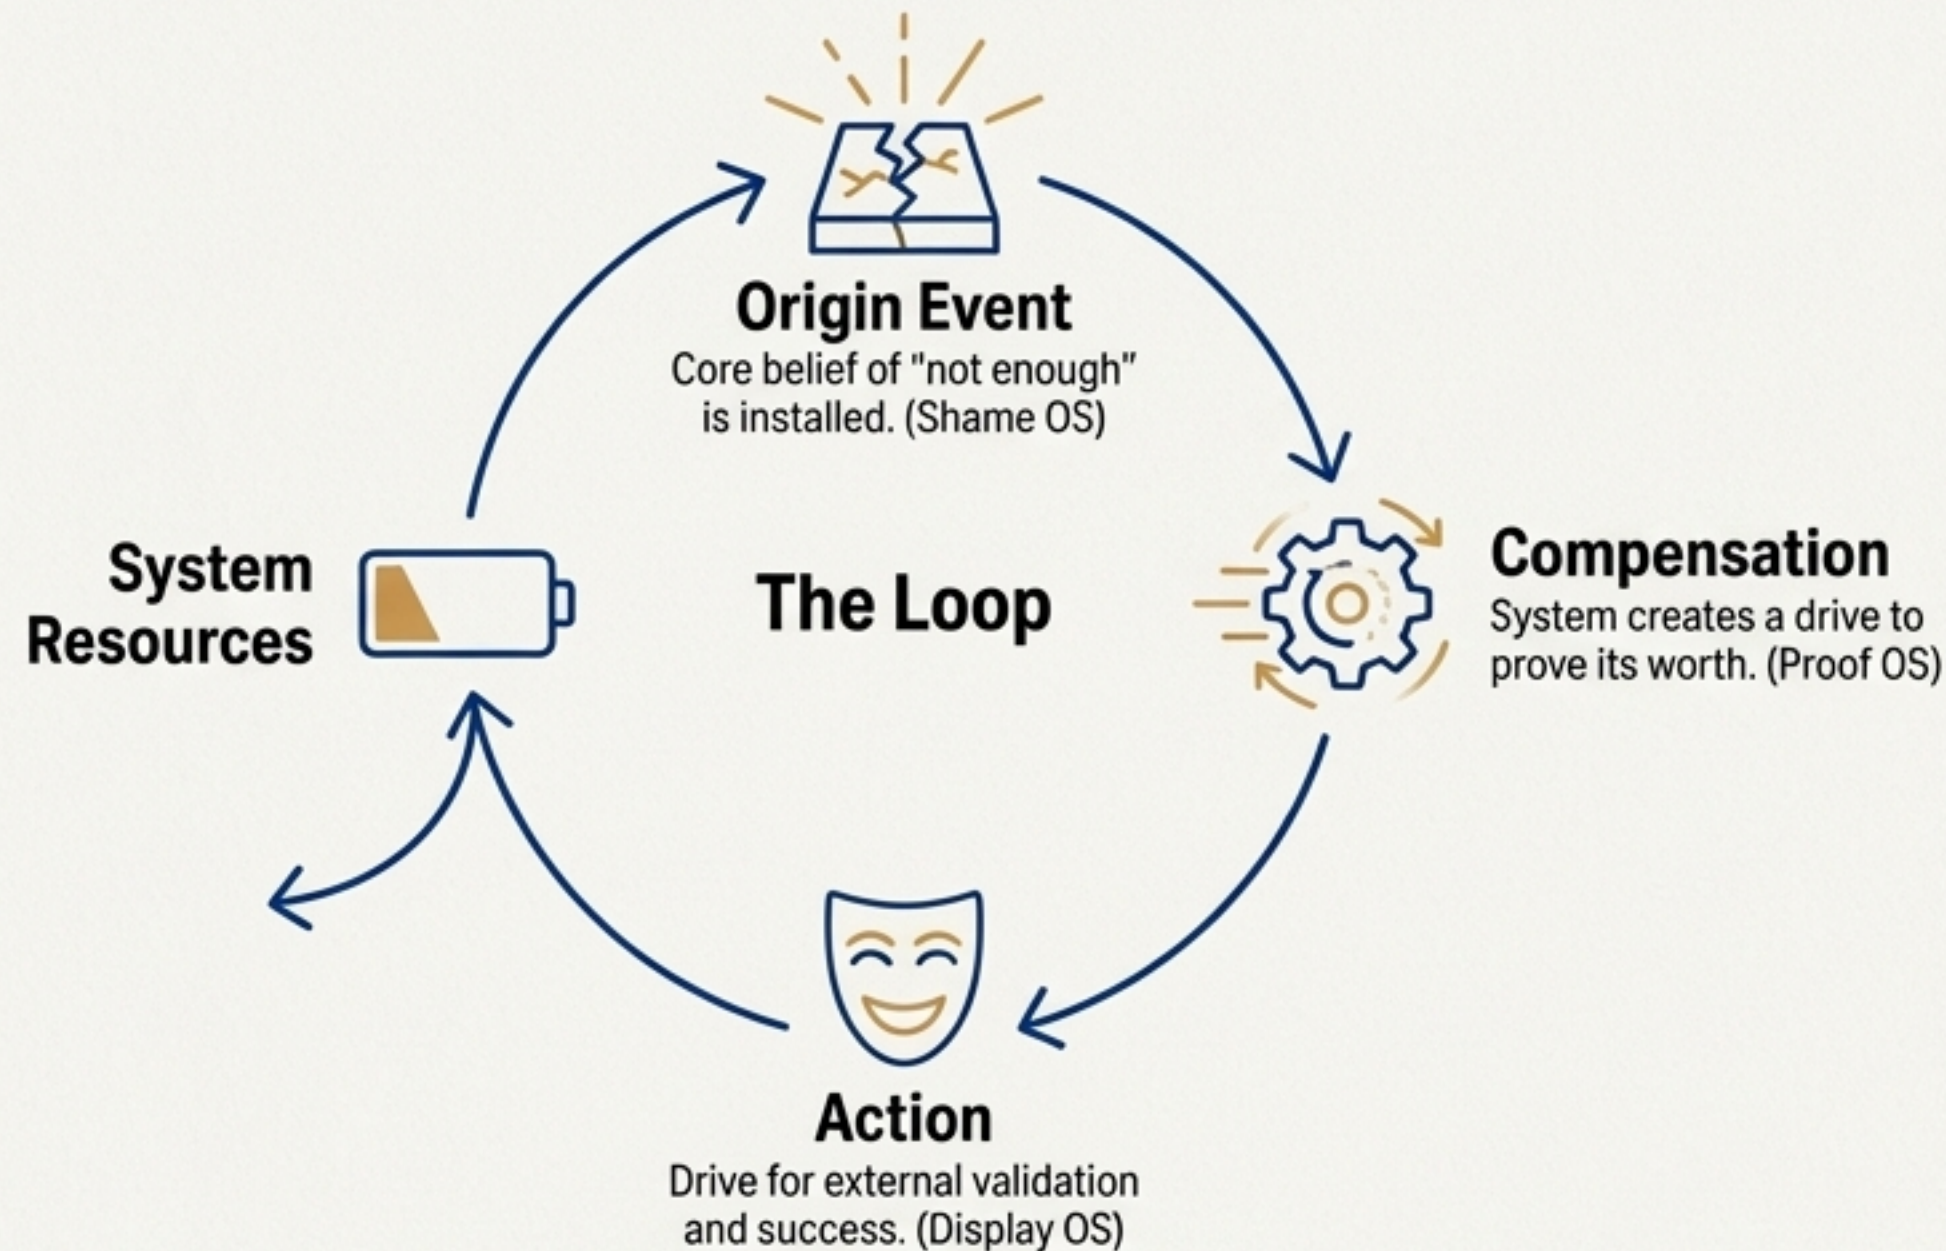 Origin Event
Core belief of "not enough"
is installed. (Shame OS)
System
Resources
The Loop
Compensation
System creates a drive to
prove its worth. (Proof OS)
Action
Drive for external validation
and success. (Display OS)